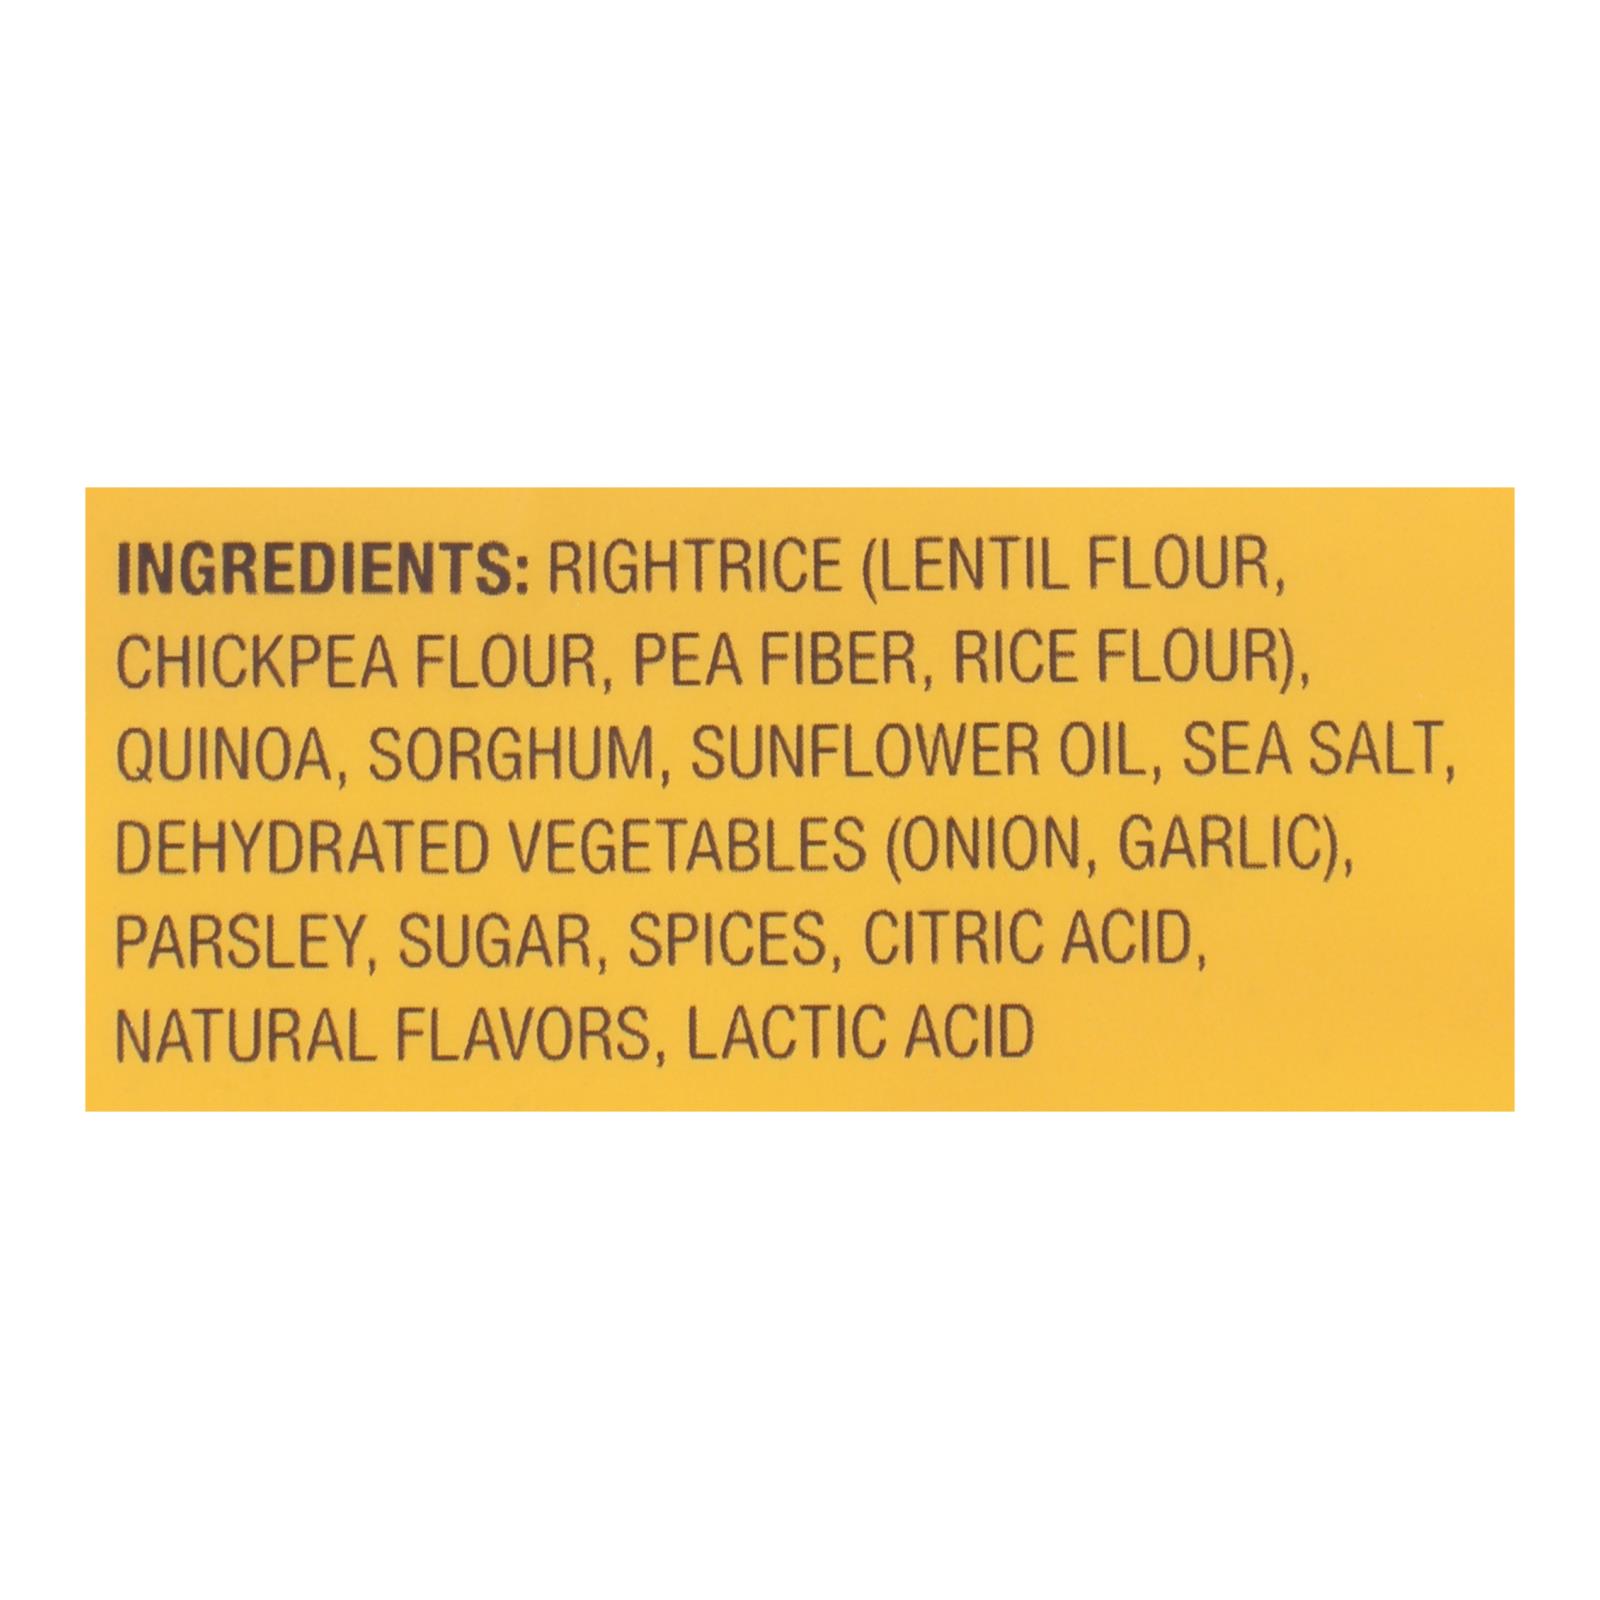 INGREDIENTS: RIGHTRICE (LENTIL FLOUR,
CHICKPEA FLOUR, PEA FIBER, RICE FLOUR),
QUINOA, SORGHUM, SUNFLOWER OIL, SEA SALT,
DEHYDRATED VEGETABLES (ONION, GARLIC),
PARSLEY, SUGAR, SPICES, CITRIC ACID,
NATURAL FLAVORS, LACTIC ACID